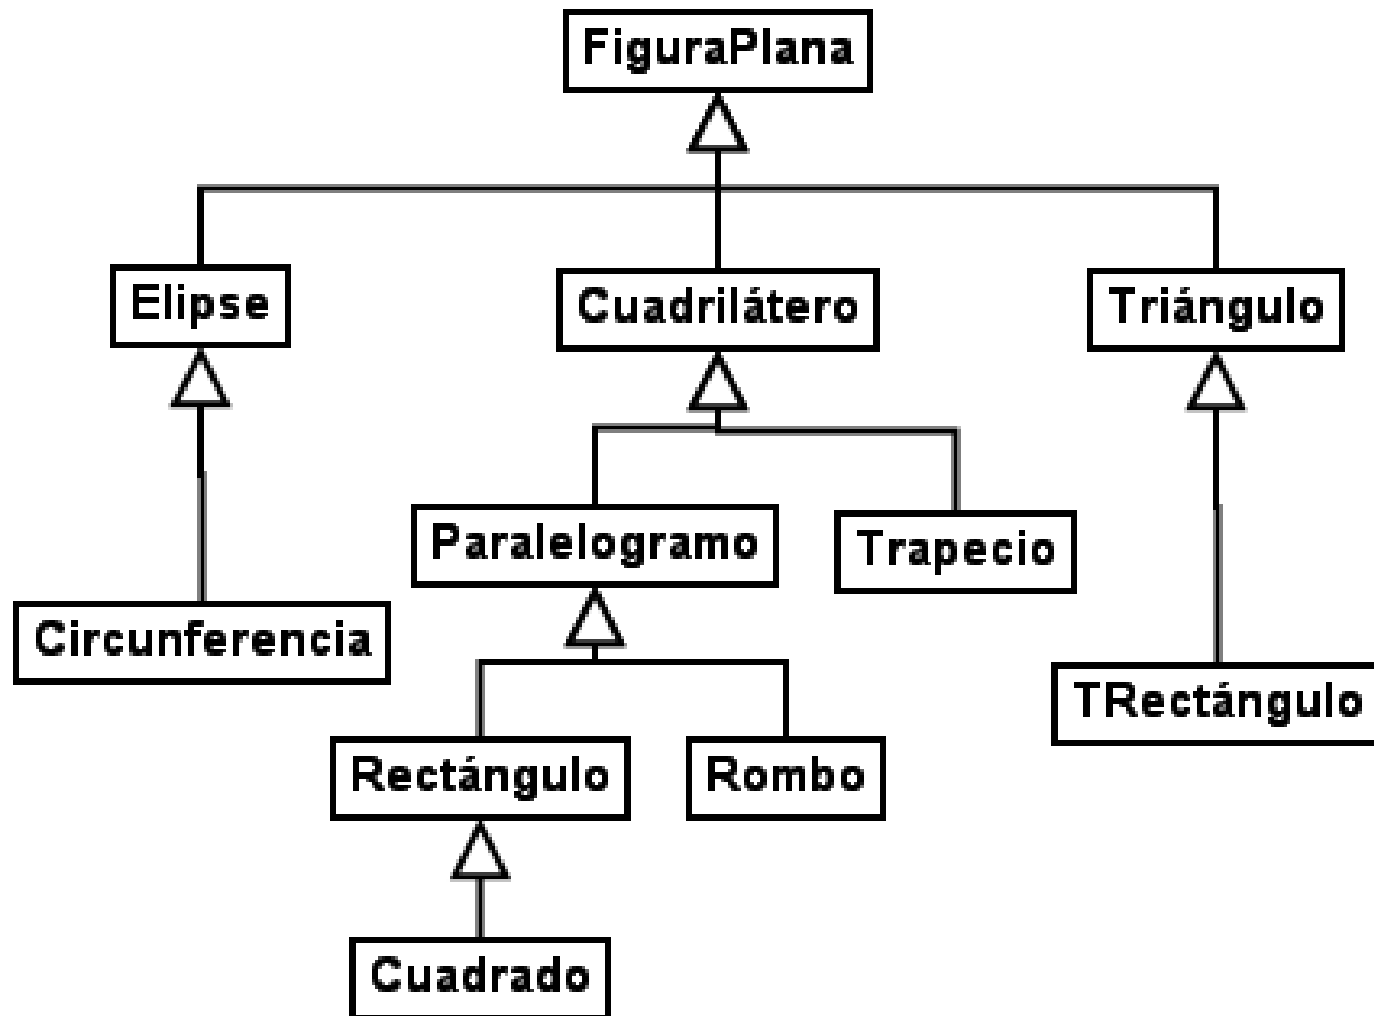 FiguraPlana
Elipse
Cuadrilátero
Triángulo
Paralelogramo
Trapecio
Circunferencia
TRectángulo
Rectángulo
Rombo
Cuadrado